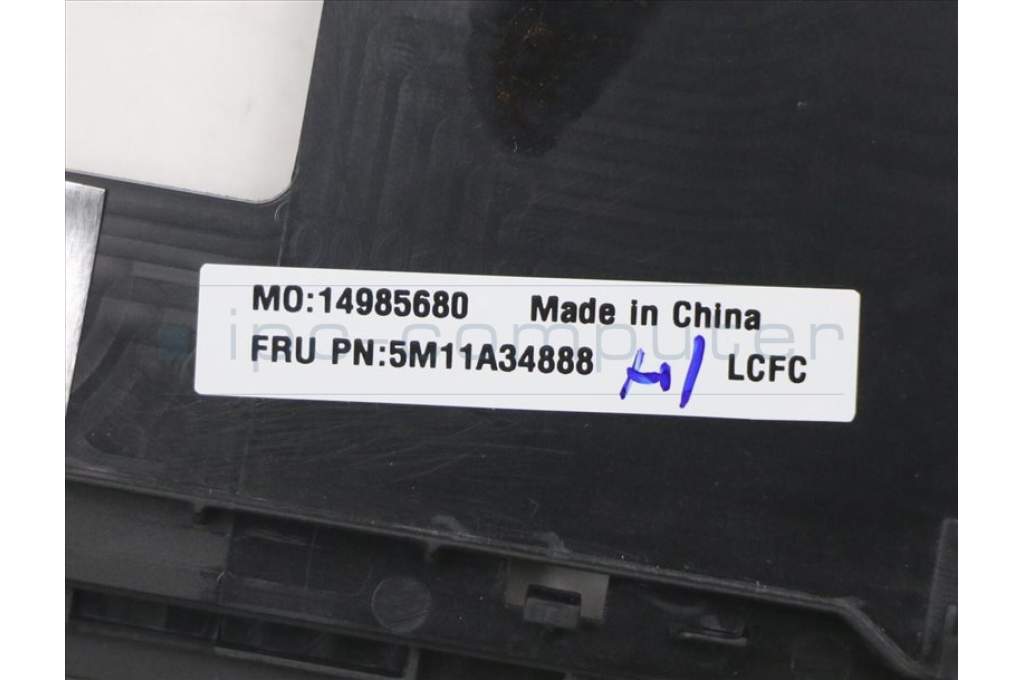 MO:14985680 Made in China
ipc-computer
FRU PN:5M11A34888 LCFC